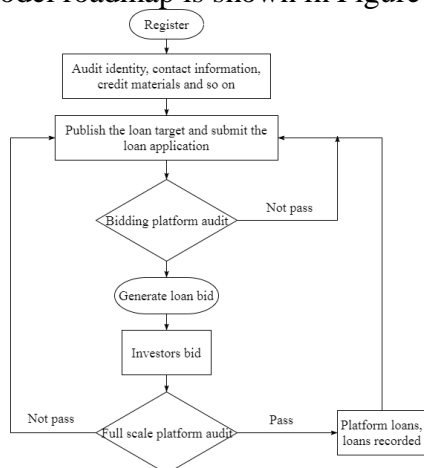 odel roadmap is shown in Figure
Register
Audit identity, contact information,
credit materials and so on
Publish the loan target and submit the
loan application
Not pass
Bidding platform audit
Generate loan bid
Investors bid
Not pass
Full scale platform audit
Pass
Platform loans,
loans recorded